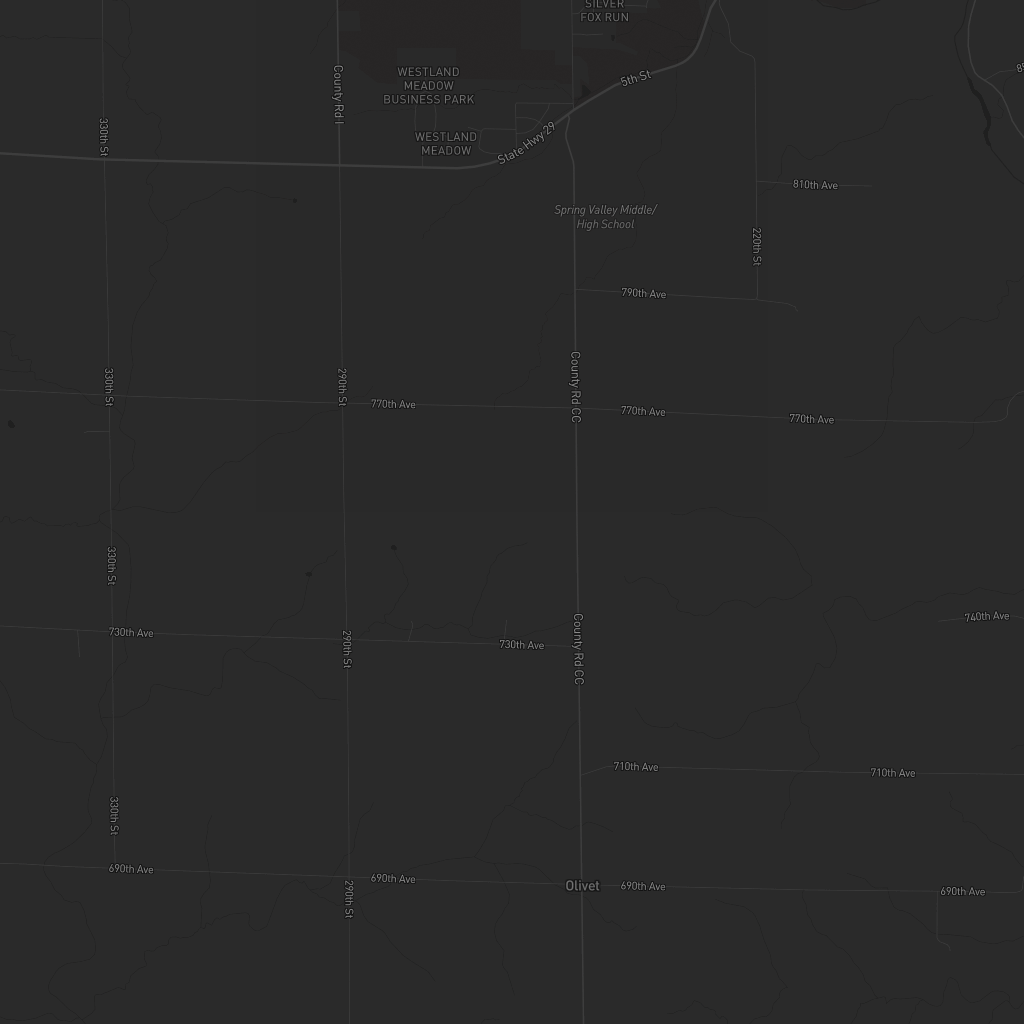 SILVER
FOX RUN
WESTLAND
MEADOW
BUSINESS PARK
5th St
County Rd I
330th St
State Hwy 29
WESTLAND
MEADOW
810th Ave
Spring Valley Middle/
High School
220th St
790th Ave
330th St
290th St
County Rd CC
770th Ave
770th Ave
770th Ave
330th St
740th Ave
730th Ave
290th St
730th Ave
County Rd CC
710th Ave
710th Ave
330th St
690th Ave
690th Ave
290th St
Olivet
690th Ave
690th Ave